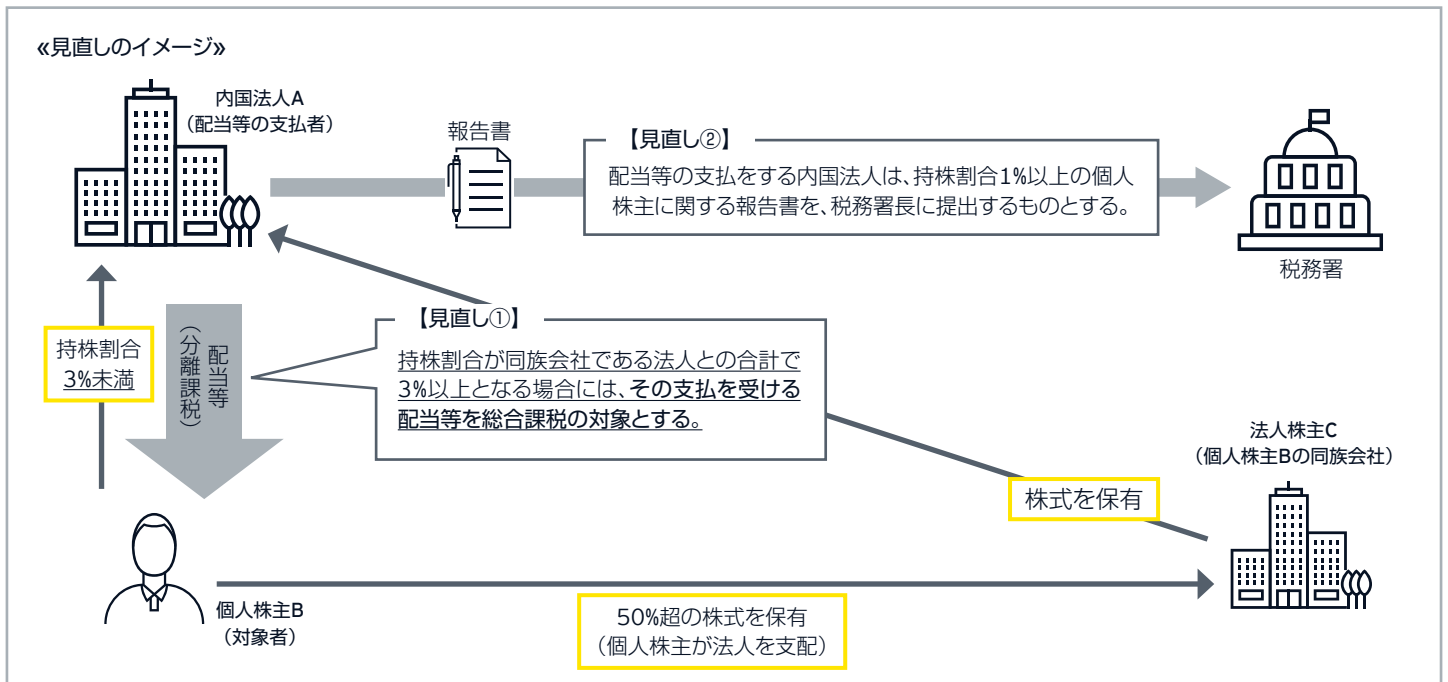 «見直しのイメージ»
内国法人A
（配当等の支払者）
報告書
【見直し②】
配当等の支払をする内国法人は、持株割合1%以上の個人
株主に関する報告書を、税務署長に提出するものとする。
税務署
持株割合
3%未満
配当等
（分離課税）
【見直し①】
持株割合が同族会社である法人との合計で
3%以上となる場合には、その支払を受ける
配当等を総合課税の対象とする。
法人株主C
（個人株主Bの同族会社）
株式を保有
個人株主B
（対象者）
50%超の株式を保有
（個人株主が法人を支配）